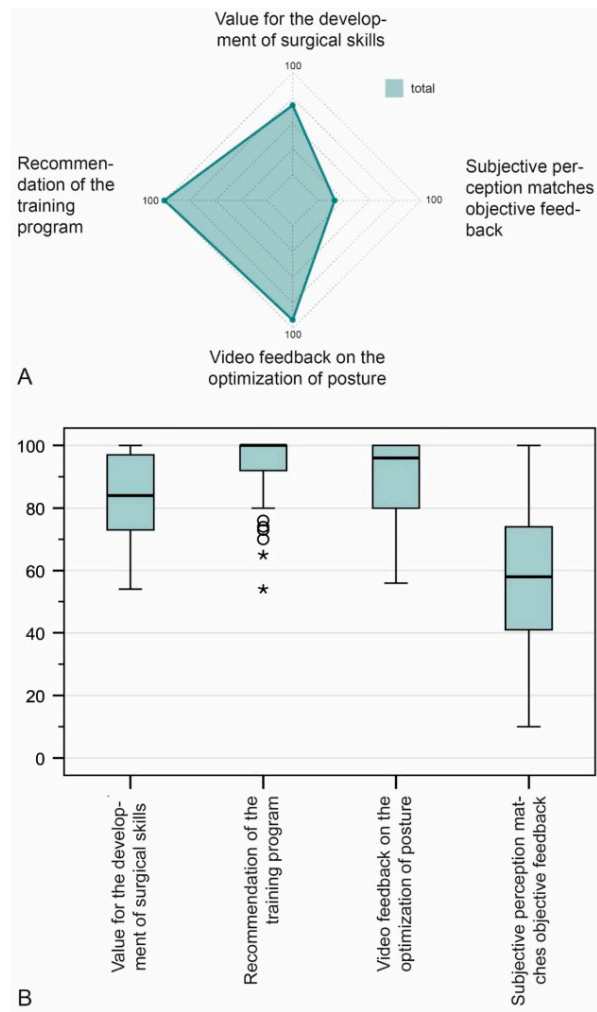 Value for the develop-
ment of surgical skills
100
total
Recommen-
dation of the
training
program
100
100
Subjective per-
ception matches
objective feed-
back
100
Video feedback on the
optimization of posture
A
100
80
60
40
20
0
Value for the develop-
ment of surgical skills
Recommendation of the
training program
Video feedback on the
optimization of posture
Subjective perception mat-
ches objective feedback
B